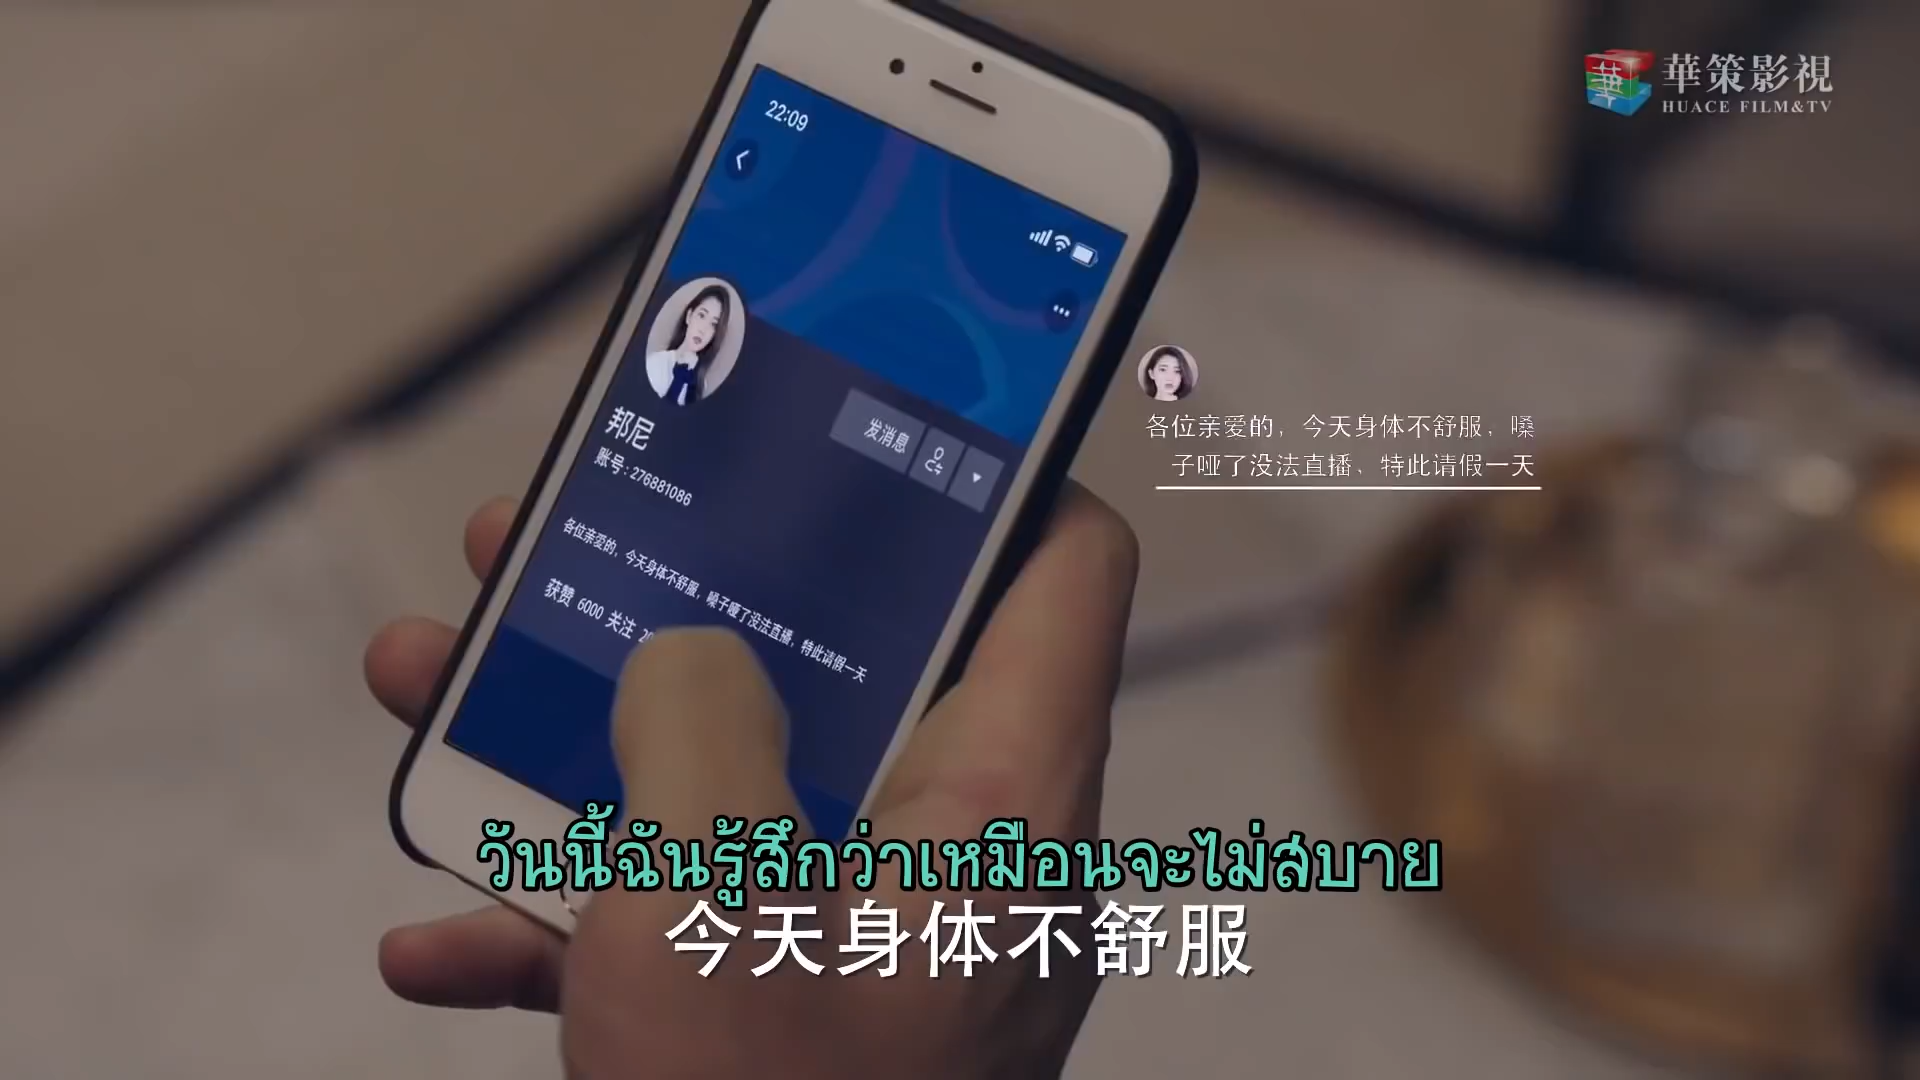 華策影視
HUACE FILM&TV
22:09
邦尼
账号:276881086
发消息
各位亲爱的，今天身体不舒服，嗓子哑了没法直播，特此请假一天
获赞 6000 关注
各位亲爱的，今天身体不舒服，嗓
子哑了没法直播，特此请假一天
วันนี้ฉันรู้สึกว่าเหมือนจะไม่สบาย
今天身体不舒服